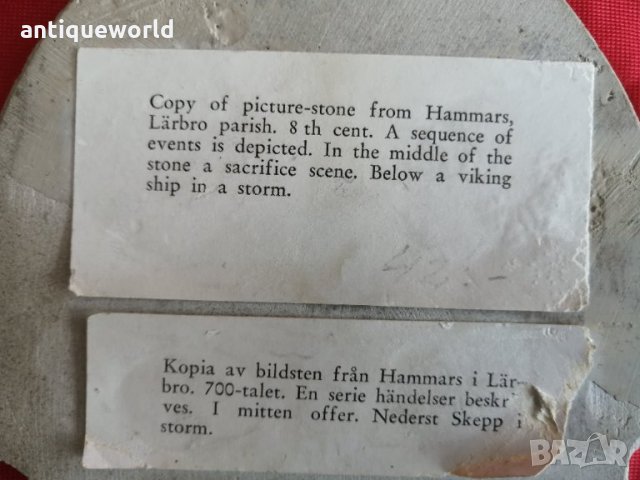 antiqueworld
Copy of picture-stone from Hammars,
Lärbro parish. 8 th cent. A sequence of
events is depicted. In the middle of the
stone a sacrifice scene. Below a viking
ship in a storm.
Kopia av bildsten från Hammars i Lär-
bro. 700-talet. En serie händelser beskri
ves. I mitten offer. Nederst Skepp i
storm.
BAZAR